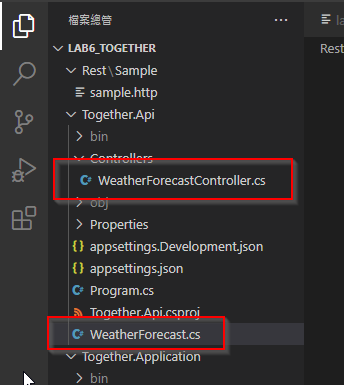 檔案總管
la
LAB6_TOGETHER
Rest
Rest\Sample
sample.http
Together.Api
bin
Controllers
C# WeatherForecastController.cs
obj
Properties
{} appsettings.Development.json
{} appsettings.json
C# Program.cs
Together.Api.csproj
C# WeatherForecast.cs
Together.Application
bin